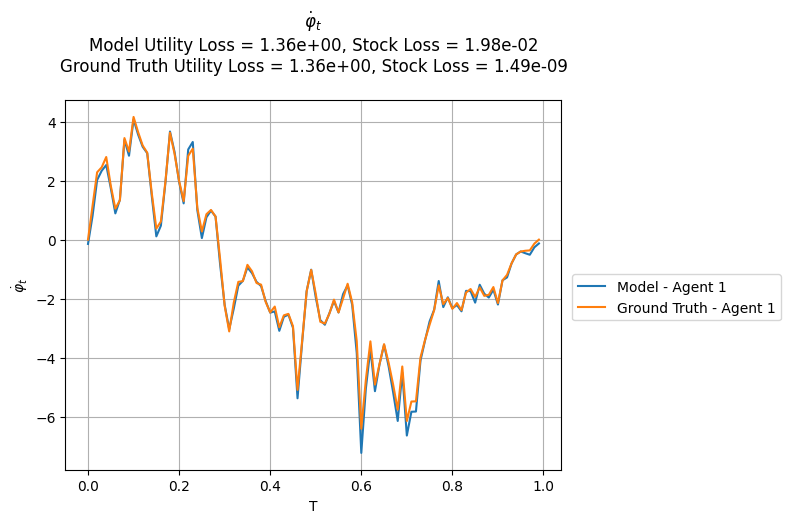 φ̇ₜ
Model Utility Loss = 1.36e+00, Stock Loss = 1.98e-02
Ground Truth Utility Loss = 1.36e+00, Stock Loss = 1.49e-09
4
2
0
−2
−4
−6
φ̇ₜ
0.0 0.2 0.4 0.6 0.8 1.0
T
Model - Agent 1
Ground Truth - Agent 1